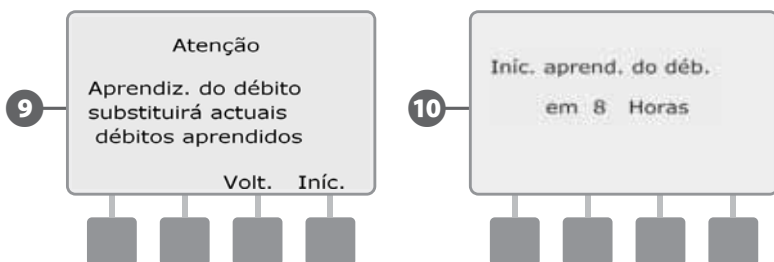 9
Atenção
Aprendiz. do débito
substituirá actuais
débitos aprendidos
Volt. Iníc.
10
Iníc. aprend. do déb.
em 8 Horas